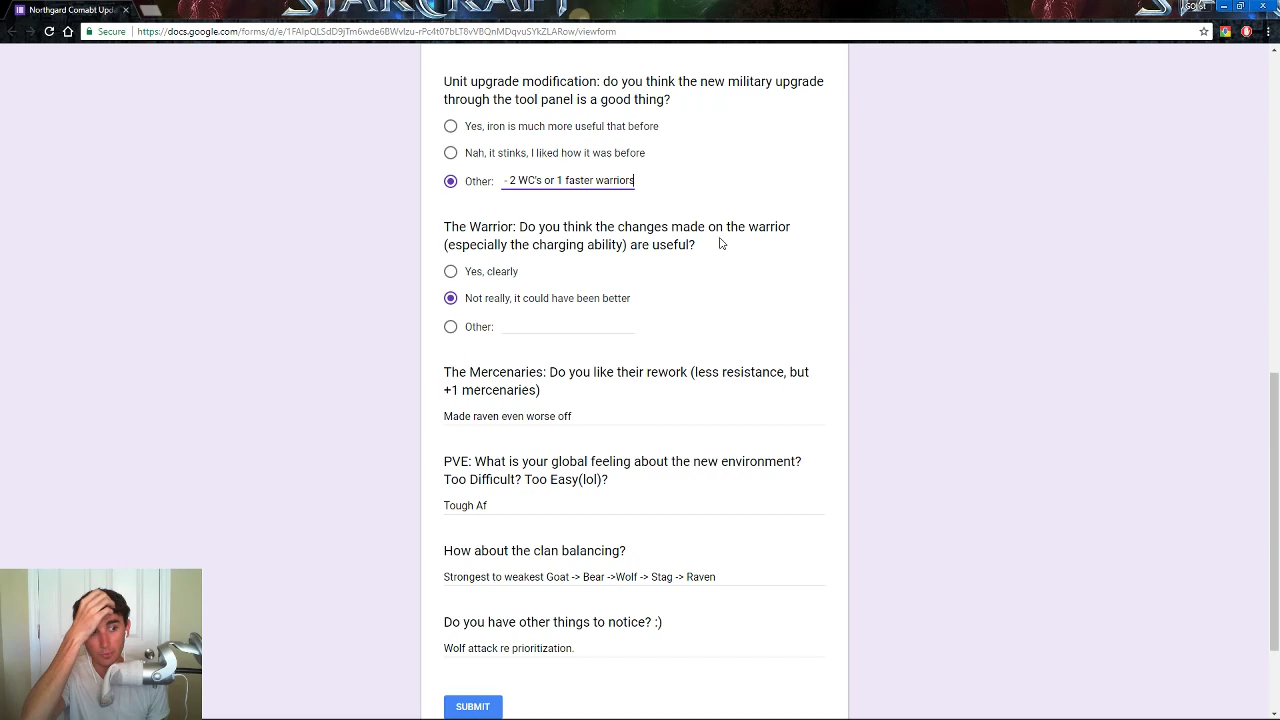 STARCRAFT
Northgard Comabt Upd
Secure
https://docs.google.com/forms/d/e/1FAIpQLSdD9jTm6wde6BWvlzu-rPc4t07bLT8vVBQnMDqvuSYkZLARow/viewform
Unit upgrade modification: do you think the new military upgrade
through the tool panel is a good thing?
Yes, iron is much more useful that before
Nah, it stinks, I liked how it was before
Other: - 2 WC's or 1 faster warriors
The Warrior: Do you think the changes made on the warrior
(especially the charging ability) are useful?
Yes, clearly
Not really, it could have been better
Other:
The Mercenaries: Do you like their rework (less resistance, but
+1 mercenaries)
Made raven even worse off
PVE: What is your global feeling about the new environment?
Too Difficult? Too Easy(lol)?
Tough Af
How about the clan balancing?
Strongest to weakest Goat -> Bear ->Wolf -> Stag -> Raven
Do you have other things to notice? :)
Wolf attack re prioritization.
SUBMIT